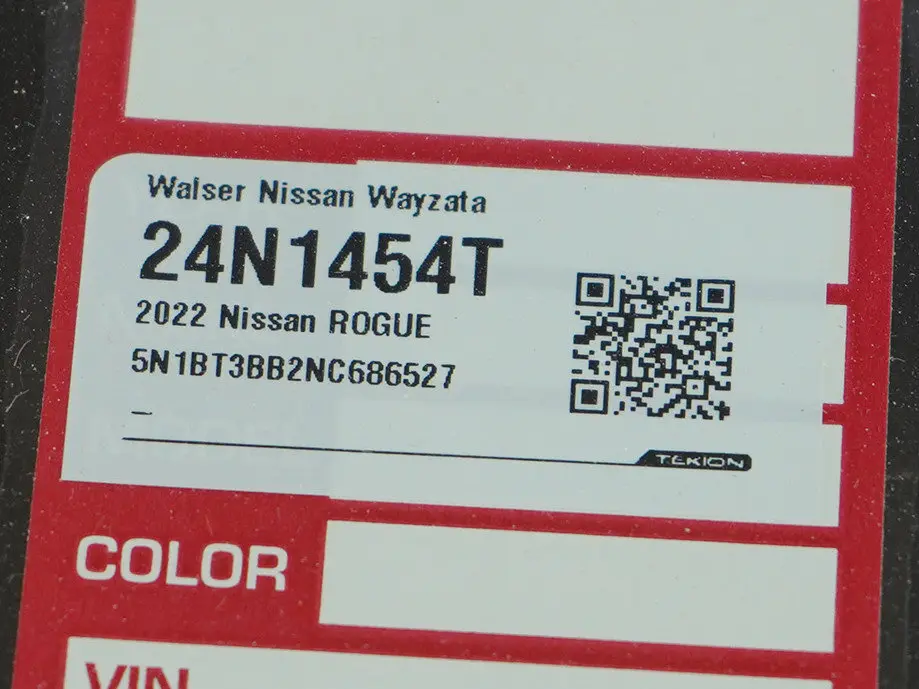 Walser Nissan Wayzata
24N1454T
2022 Nissan ROGUE
5N1BT3BB2NC686527
TEKION
COLOR
VIN